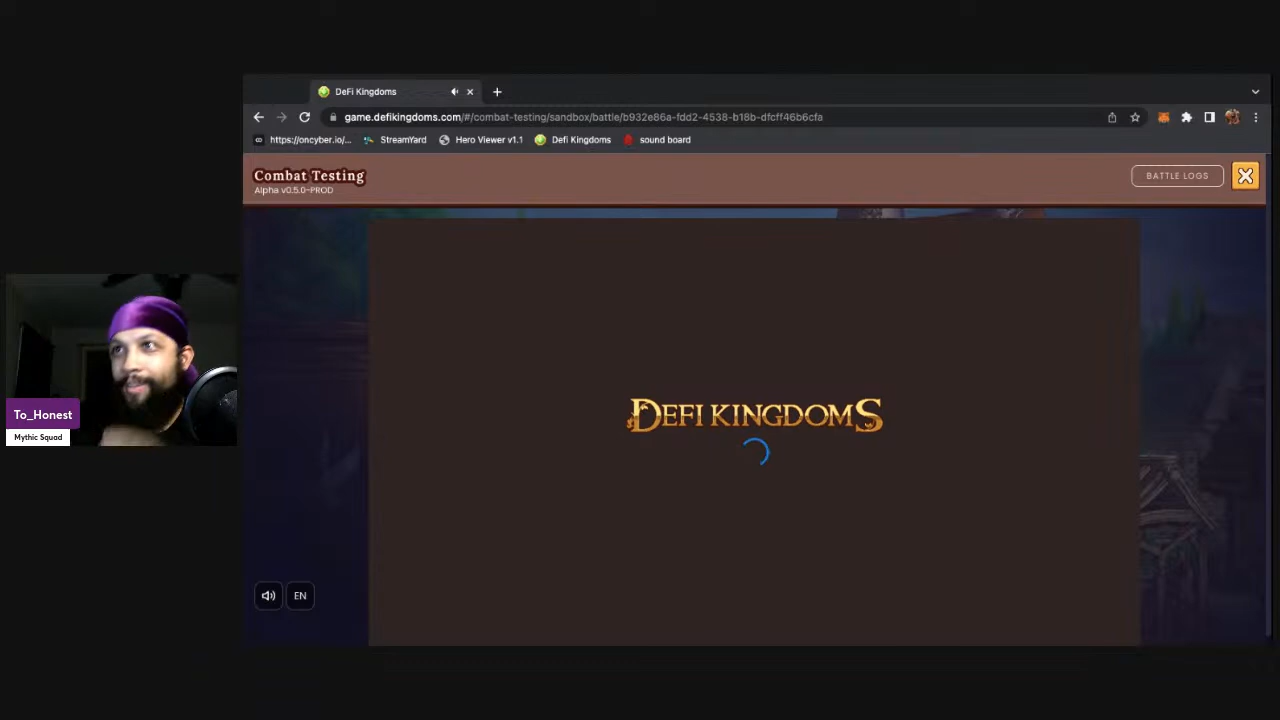 DeFi Kingdoms
game.defikingdoms.com/#/combat-testing/sandbox/battle/b932e86a-fdd2-4538-b18b-dfcff46b6cfa
https://oncyber.io/... StreamYard Hero Viewer v1.1 DeFi Kingdoms sound board
Combat Testing
Alpha v0.5.0-PROD
BATTLE LOGS
DEFI KINGDOMS
To_Honest
Mythic Squad
EN